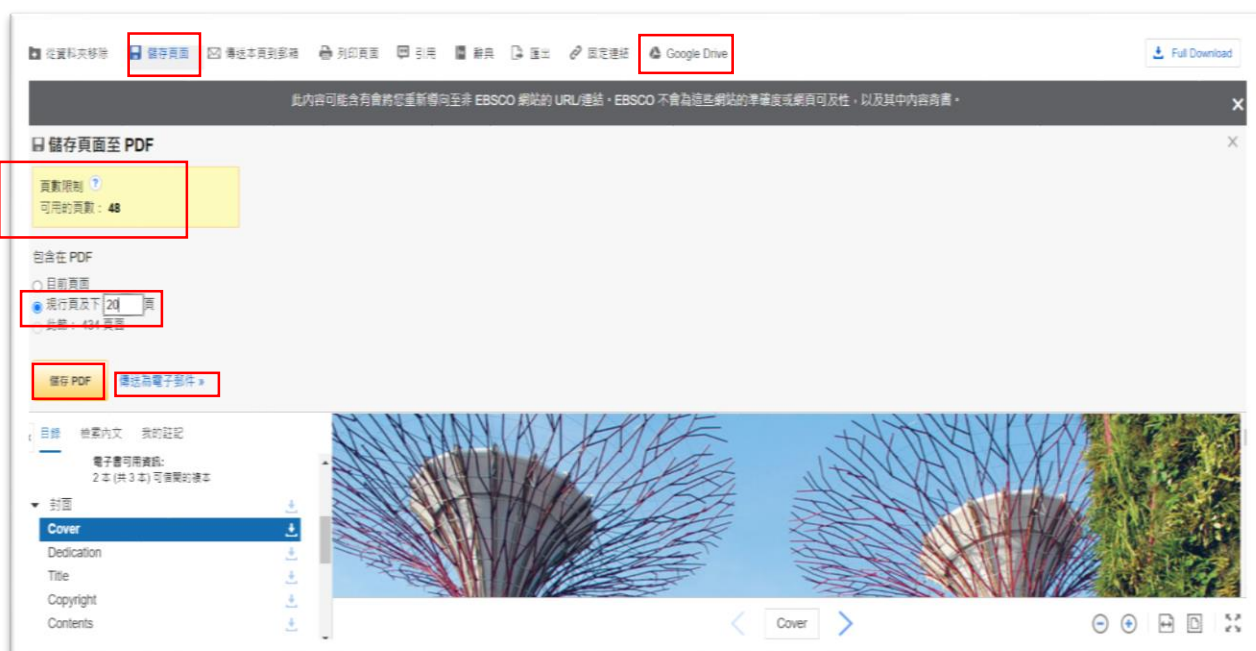 從資料夾移除 儲存頁面 傳送本頁到郵箱 列印頁面 引用 辭典 匯出 固定連結 Google Drive Full Download
此內容可能含有會將您重新導向至非 EBSCO 網站的 URL/連結。EBSCO 不會為這些網站的準確度或網頁可及性,以及其中內容背書。
儲存頁面至 PDF
頁數限制 ?
可用的頁數: 48
包含在 PDF
目前頁面
現行頁及下 20 頁
此節: 434 頁面
儲存 PDF 傳送為電子郵件 »
目錄 檢索內文 我的註記
電子書可用資訊:
2 本 (共 3 本) 可借閱的複本
封面
Cover
Dedication
Title
Copyright
Contents
Cover